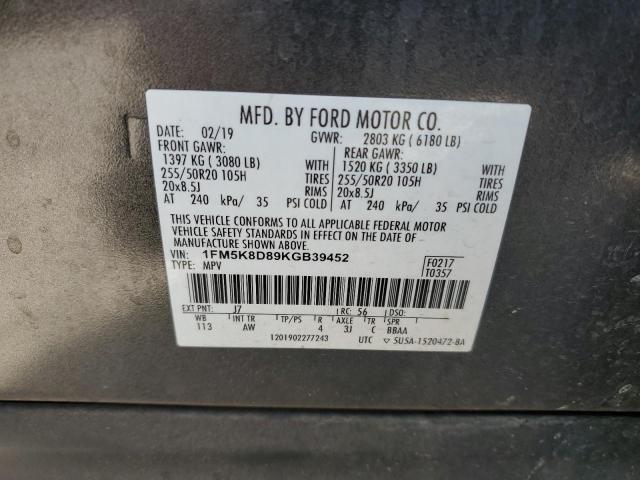 MFD. BY FORD MOTOR CO.
DATE: 02/19 GVWR: 2803 KG ( 6180 LB)
FRONT GAWR: REAR GAWR:
1397 KG ( 3080 LB) WITH 1520 KG ( 3350 LB) WITH
255/50R20 105H TIRES 255/50R20 105H TIRES
20x8.5J RIMS 20x8.5J RIMS
AT 240 kPa/ 35 PSI COLD AT 240 kPa/ 35 PSI COLD
THIS VEHICLE CONFORMS TO ALL APPLICABLE FEDERAL MOTOR
VEHICLE SAFETY STANDARDS IN EFFECT ON THE DATE OF
MANUFACTURE SHOWN ABOVE.
VIN: 1FM5K8D89KGB39452 F0217
TYPE: MPV T0357
EXT PNT: J7 RC: 56 DSO:
WB INT TR TP/PS R AXLE TR SPR
113 AW 4 3J C BBAA
1201902277243 UTC ▽ 5U5A-1520472-BA